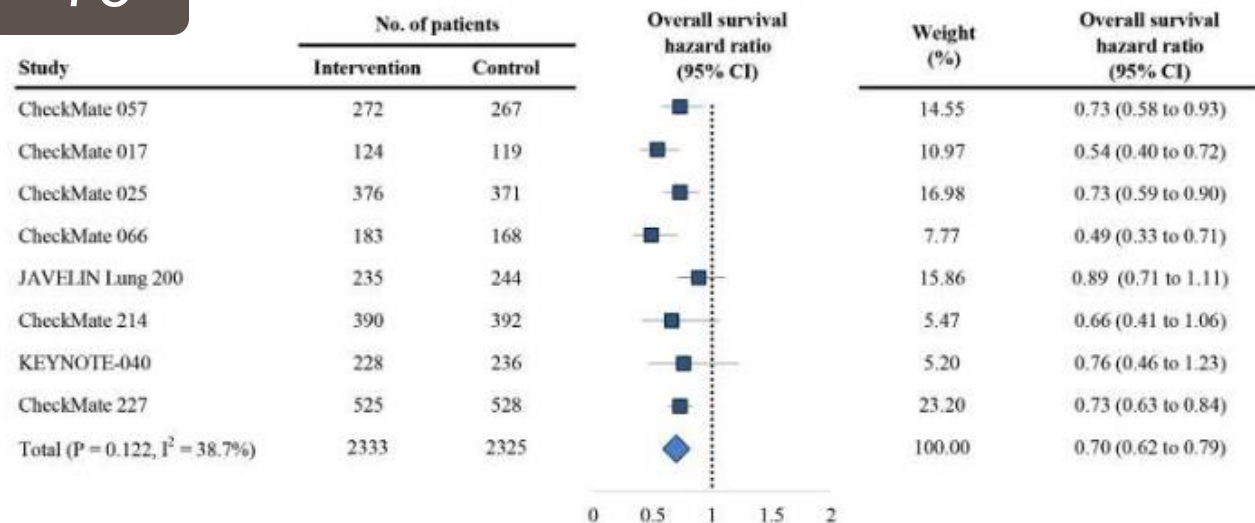 No. of patients
Overall survival hazard ratio (95% CI)
Weight (%)
Overall survival hazard ratio (95% CI)
Study Intervention Control
CheckMate 057 272 267 14.55 0.73 (0.58 to 0.93)
CheckMate 017 124 119 10.97 0.54 (0.40 to 0.72)
CheckMate 025 376 371 16.98 0.73 (0.59 to 0.90)
CheckMate 066 183 168 7.77 0.49 (0.33 to 0.71)
JAVELIN Lung 200 235 244 15.86 0.89 (0.71 to 1.11)
CheckMate 214 390 392 5.47 0.66 (0.41 to 1.06)
KEYNOTE-040 228 236 5.20 0.76 (0.46 to 1.23)
CheckMate 227 525 528 23.20 0.73 (0.63 to 0.84)
Total (P = 0.122, I² = 38.7%) 2333 2325 100.00 0.70 (0.62 to 0.79)
0 0.5 1 1.5 2